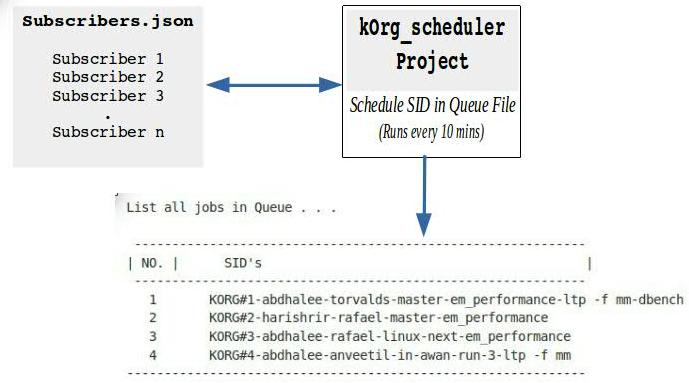 Subscribers.json
Subscriber 1
Subscriber 2
Subscriber 3
.
Subscriber n
kOrg_scheduler
Project
Schedule SID in Queue File
(Runs every 10 mins)
List all jobs in Queue . . .
------------------------------------------------------------
| NO. | SID's |
------------------------------------------------------------
1 KORG#1-abdhalee-torvalds-master-em_performance-ltp -f mm-dbench
2 KORG#2-harishrir-rafael-master-em_performance
3 KORG#3-abdhalee-rafael-linux-next-em_performance
4 KORG#4-abdhalee-anveetil-in-awan-run-3-ltp -f mm
------------------------------------------------------------